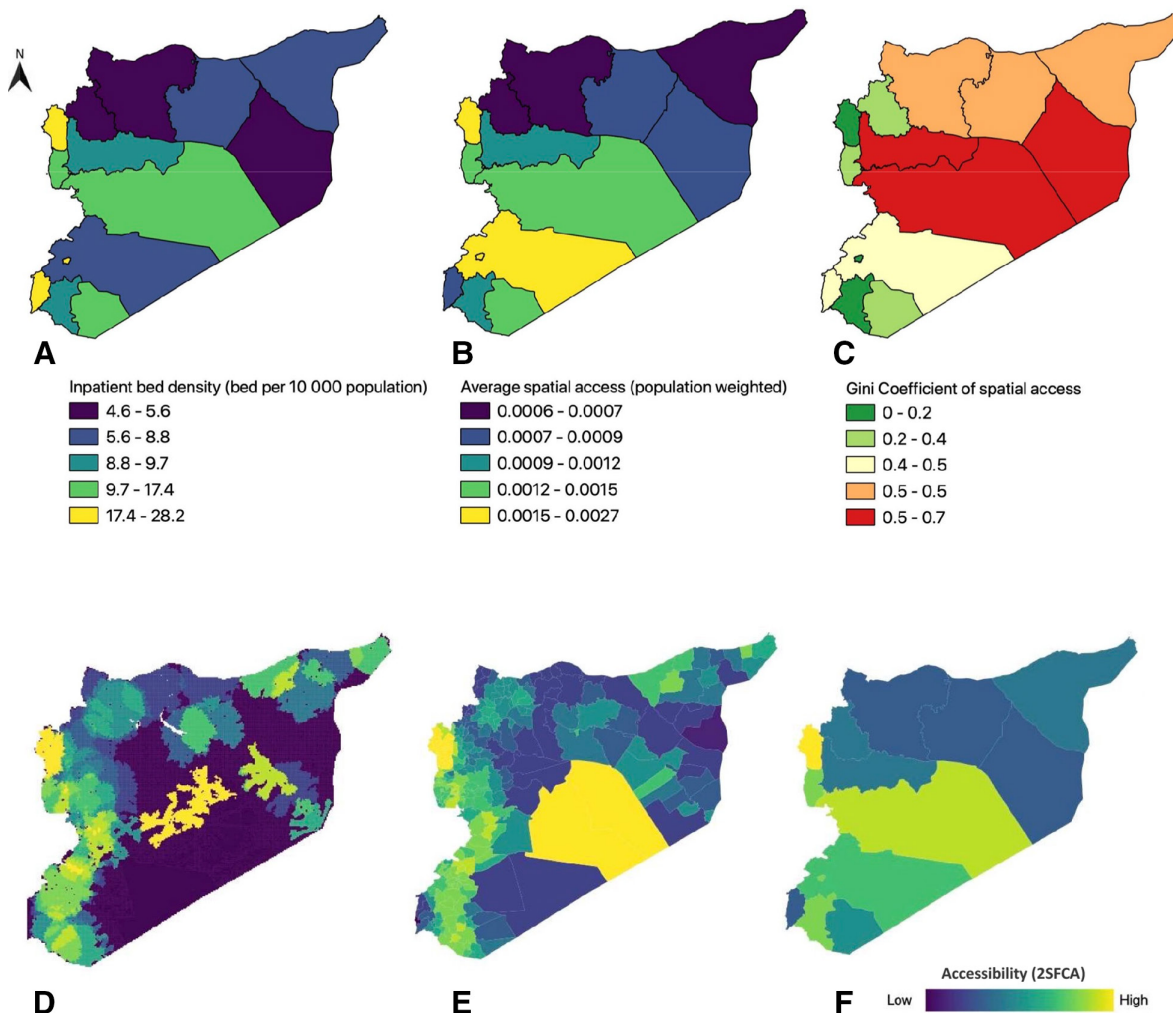 N
A
B
C
Inpatient bed density (bed per 10 000 population)
4.6 - 5.6
5.6 - 8.8
8.8 - 9.7
9.7 - 17.4
17.4 - 28.2
Average spatial access (population weighted)
0.0006 - 0.0007
0.0007 - 0.0009
0.0009 - 0.0012
0.0012 - 0.0015
0.0015 - 0.0027
Gini Coefficient of spatial access
0 - 0.2
0.2 - 0.4
0.4 - 0.5
0.5 - 0.5
0.5 - 0.7
D
E
F
Accessibility (2SFCA)
Low
High